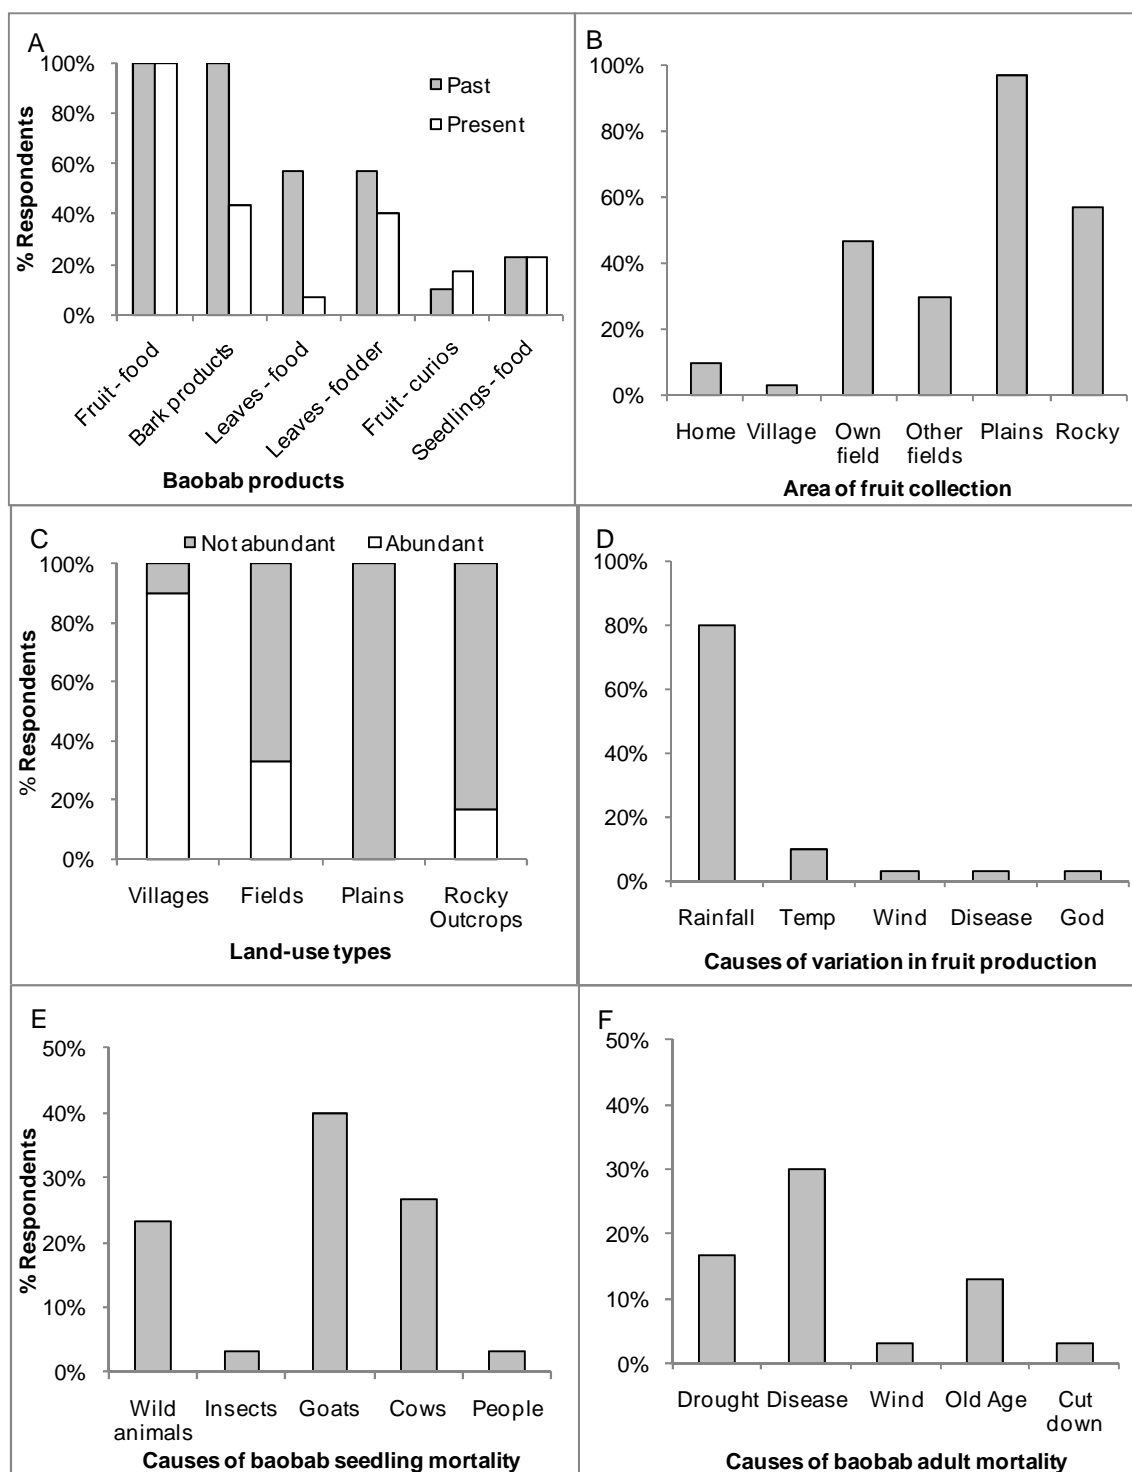 A
100%
80%
60%
40%
20%
0%
% Respondents
Past
Present
Fruit - food
Bark products
Leaves - food
Leaves - fodder
Fruit - curios
Seedlings - food
Baobab products
B
100%
80%
60%
40%
20%
0%
Home Village Own Other Plains Rocky
field fields
Area of fruit collection
C
Not abundant Abundant
100%
80%
60%
40%
20%
0%
% Respondents
Villages Fields Plains Rocky
Outcrops
Land-use types
D
100%
80%
60%
40%
20%
0%
Rainfall Temp Wind Disease God
Causes of variation in fruit production
E
50%
40%
30%
20%
10%
0%
% Respondents
Wild Insects Goats Cows People
animals
Causes of baobab seedling mortality
F
50%
40%
30%
20%
10%
0%
Drought Disease Wind Old Age Cut
down
Causes of baobab adult mortality